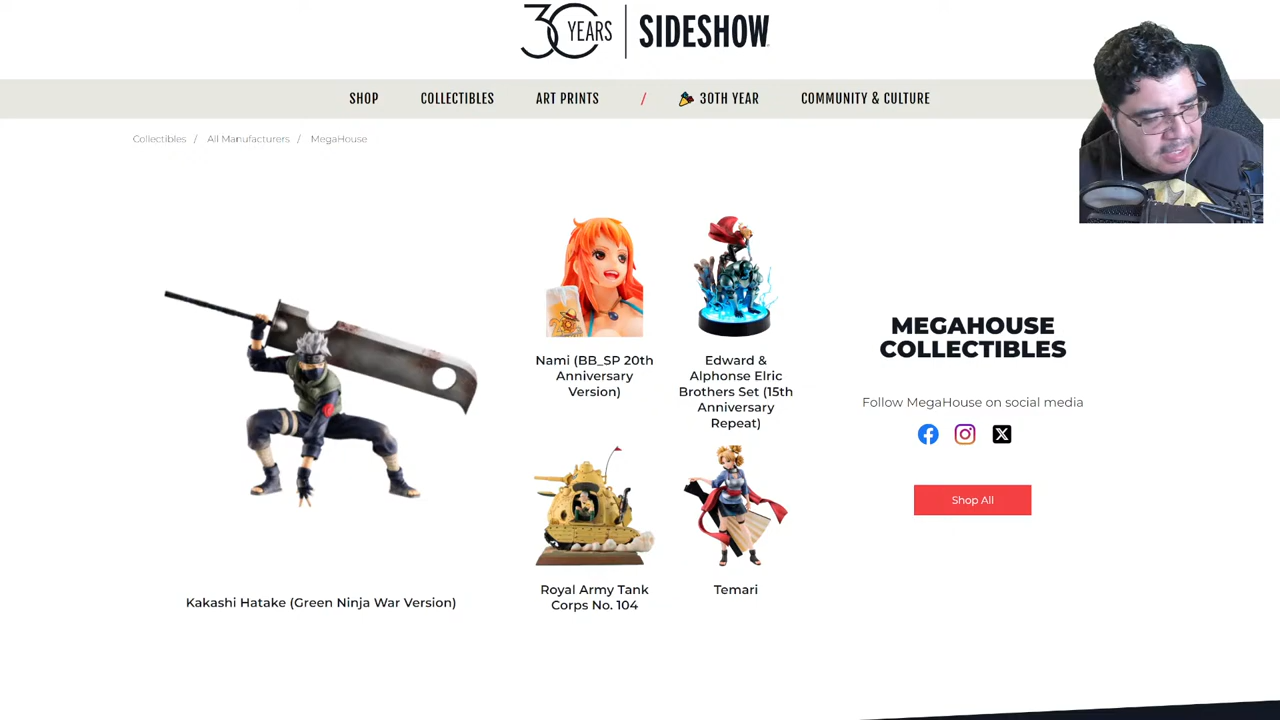 30 YEARS SIDESHOW
SHOP COLLECTIBLES ART PRINTS / 30TH YEAR COMMUNITY & CULTURE
Collectibles / All Manufacturers / MegaHouse
Nami (BB_SP 20th
Anniversary
Version)
Edward &
Alphonse Elric
Brothers Set (15th
Anniversary
Repeat)
Kakashi Hatake (Green Ninja War Version)
Royal Army Tank
Corps No. 104
Temari
MEGAHOUSE
COLLECTIBLES
Follow MegaHouse on social media
Shop All